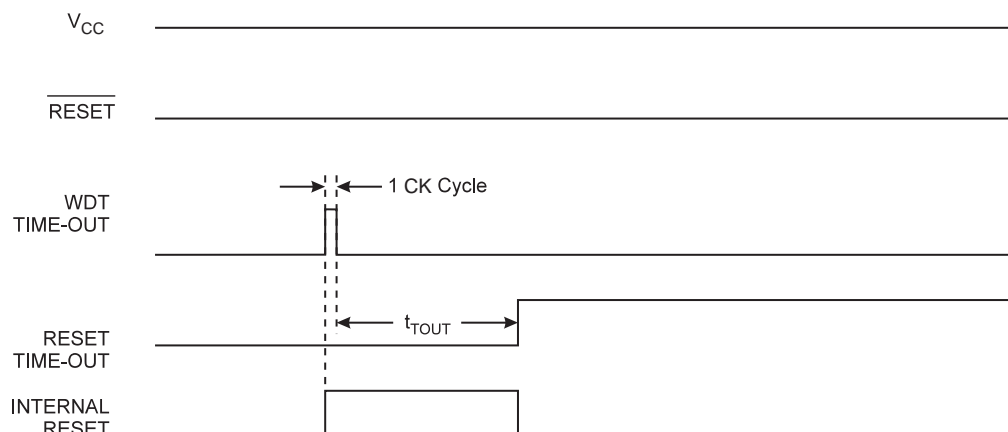 VCC
RESET
1 CK Cycle
WDT
TIME-OUT
tTOUT
RESET
TIME-OUT
INTERNAL
RESET